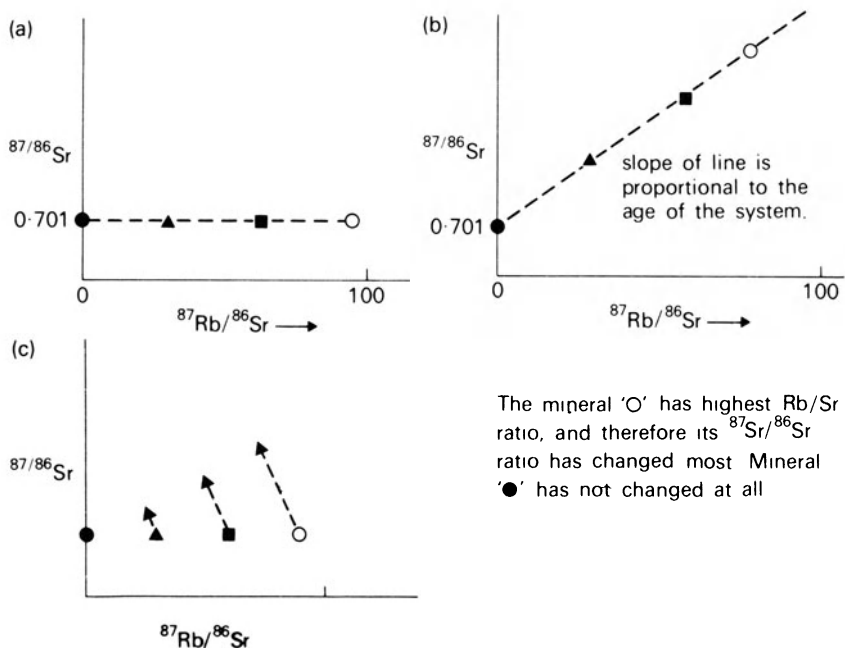 (a)
⁸⁷/⁸⁶Sr
0·701
0
100
⁸⁷Rb/⁸⁶Sr ⟶
(b)
⁸⁷/⁸⁶Sr
0·701
slope of line is
proportional to the
age of the system.
0
100
⁸⁷Rb/⁸⁶Sr ⟶
(c)
⁸⁷/⁸⁶Sr
⁸⁷Rb/⁸⁶Sr
The mineral ‘○’ has highest Rb/Sr
ratio, and therefore its ⁸⁷Sr/⁸⁶Sr
ratio has changed most Mineral
‘●’ has not changed at all